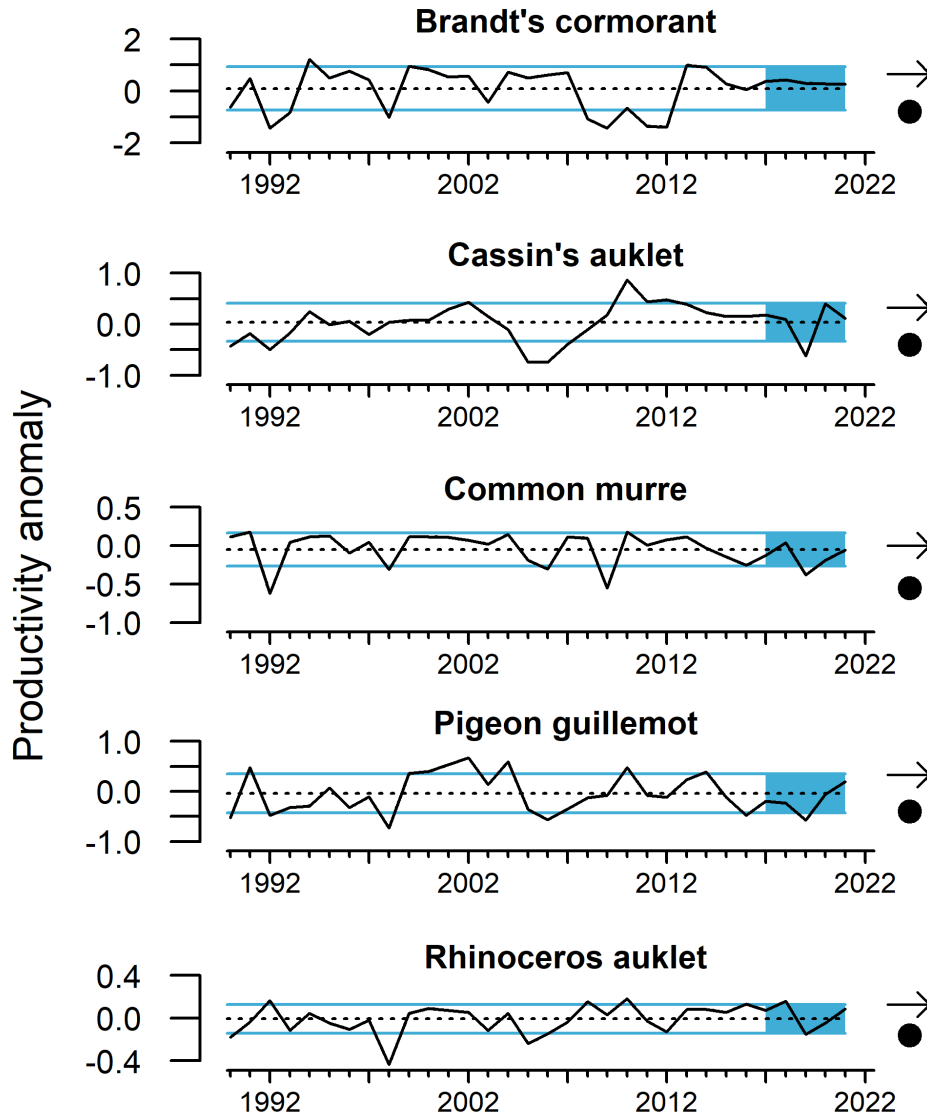 Brandt's cormorant
2
0
-2
1992 2002 2012 2022
Cassin's auklet
1.0
0.0
-1.0
1992 2002 2012 2022
Productivity anomaly
Common murre
0.5
0.0
-0.5
-1.0
1992 2002 2012 2022
Pigeon guillemot
1.0
0.0
-1.0
1992 2002 2012 2022
Rhinoceros auklet
0.4
0.0
-0.4
1992 2002 2012 2022